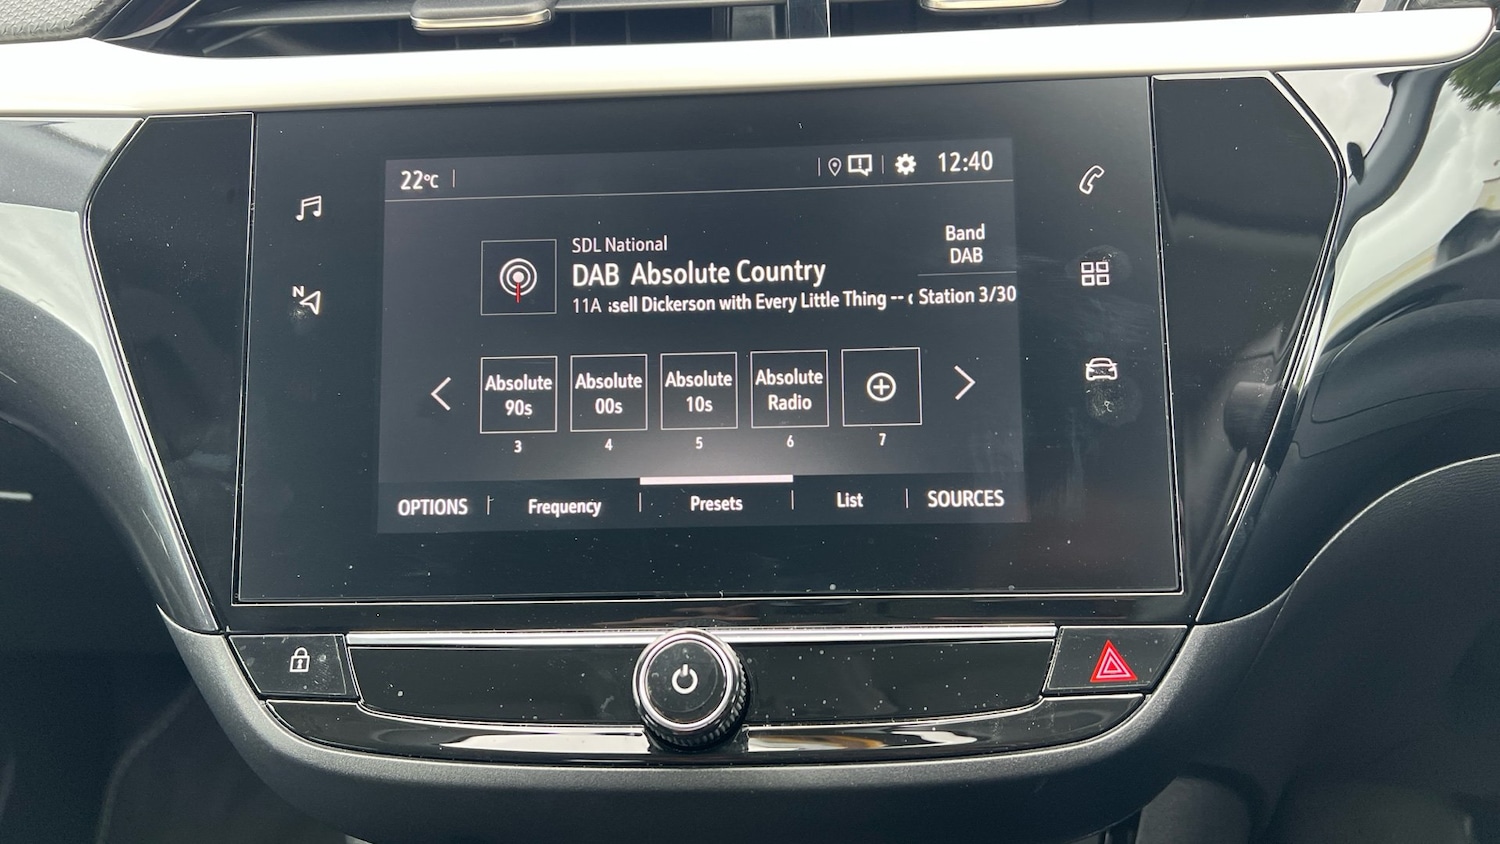 22°C
12:40
N
SDL National
DAB Absolute Country
11A sell Dickerson with Every Little Thing --
Band
DAB
Station 3/30
Absolute
90s
3
Absolute
00s
4
Absolute
10s
5
Absolute
Radio
6
7
OPTIONS
Frequency
Presets
List
SOURCES